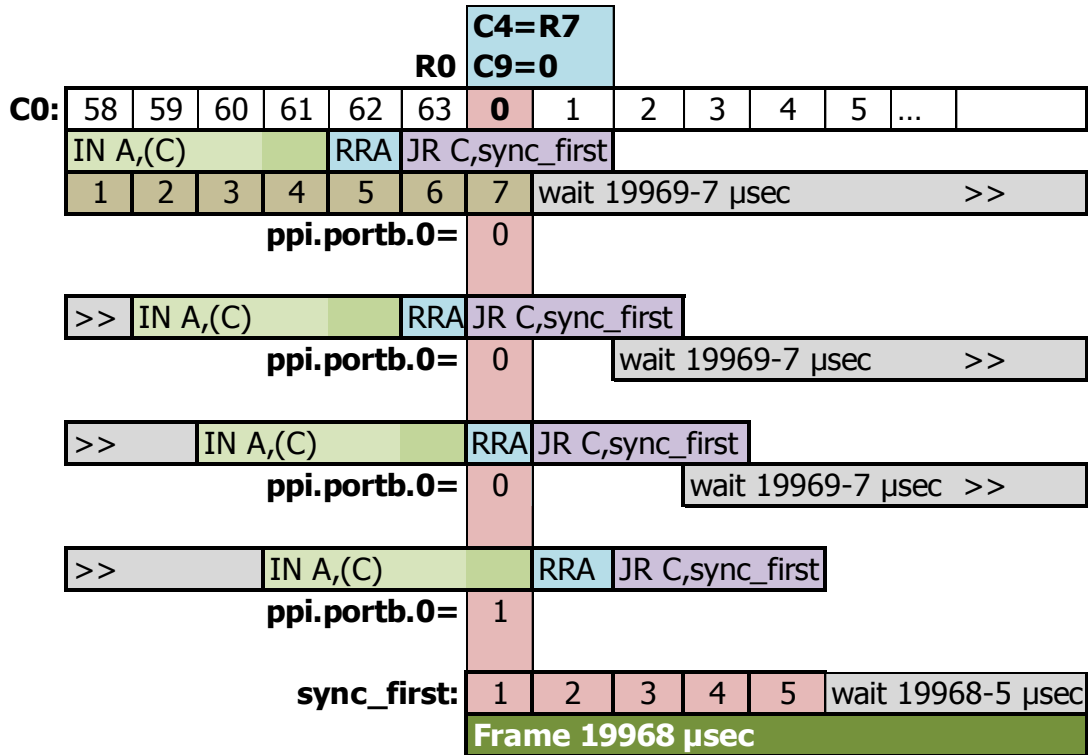 C4=R7
R0 C9=0
C0: 58 59 60 61 62 63 0 1 2 3 4 5 ...
IN A,(C) RRA JR C,sync_first
1 2 3 4 5 6 7 wait 19969-7 µsec >>
ppi.portb.0= 0
>> IN A,(C) RRA JR C,sync_first
ppi.portb.0= 0 wait 19969-7 µsec >>
>> IN A,(C) RRA JR C,sync_first
ppi.portb.0= 0 wait 19969-7 µsec >>
>> IN A,(C) RRA JR C,sync_first
ppi.portb.0= 1
sync_first: 1 2 3 4 5 wait 19968-5 µsec
Frame 19968 µsec